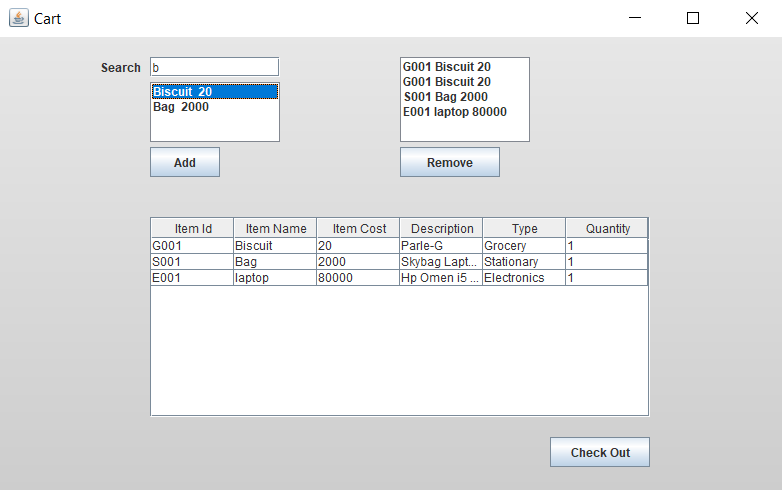 Cart
Search b
Biscuit 20
Bag 2000
Add
G001 Biscuit 20
G001 Biscuit 20
S001 Bag 2000
E001 laptop 80000
Remove
Item Id Item Name Item Cost Description Type Quantity
G001 Biscuit 20 Parle-G Grocery 1
S001 Bag 2000 Skybag Lapt... Stationary 1
E001 laptop 80000 Hp Omen i5 ... Electronics 1
Check Out